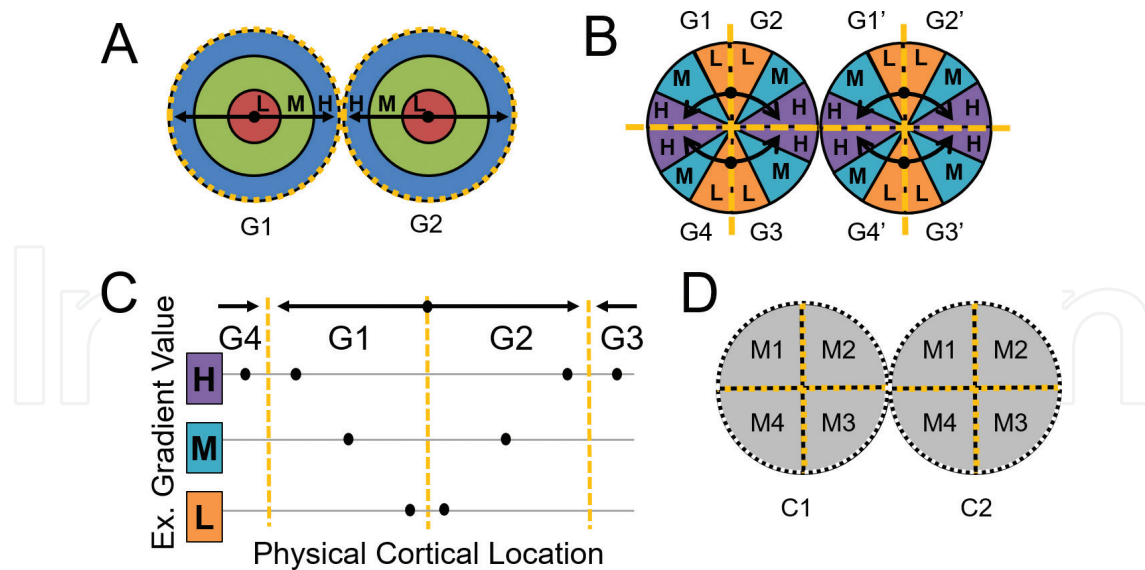 A
L M H H M L
G1 G2
B
G1 G2 G1’ G2’
L L L L
M M M M
H H H H
H H H H
M M M M
L L L L
G4 G3 G4’ G3’
C
Ex. Gradient Value
G4 G1 G2 G3
H
M
L
Physical Cortical Location
D
M1 M2 M1 M2
M4 M3 M4 M3
C1 C2